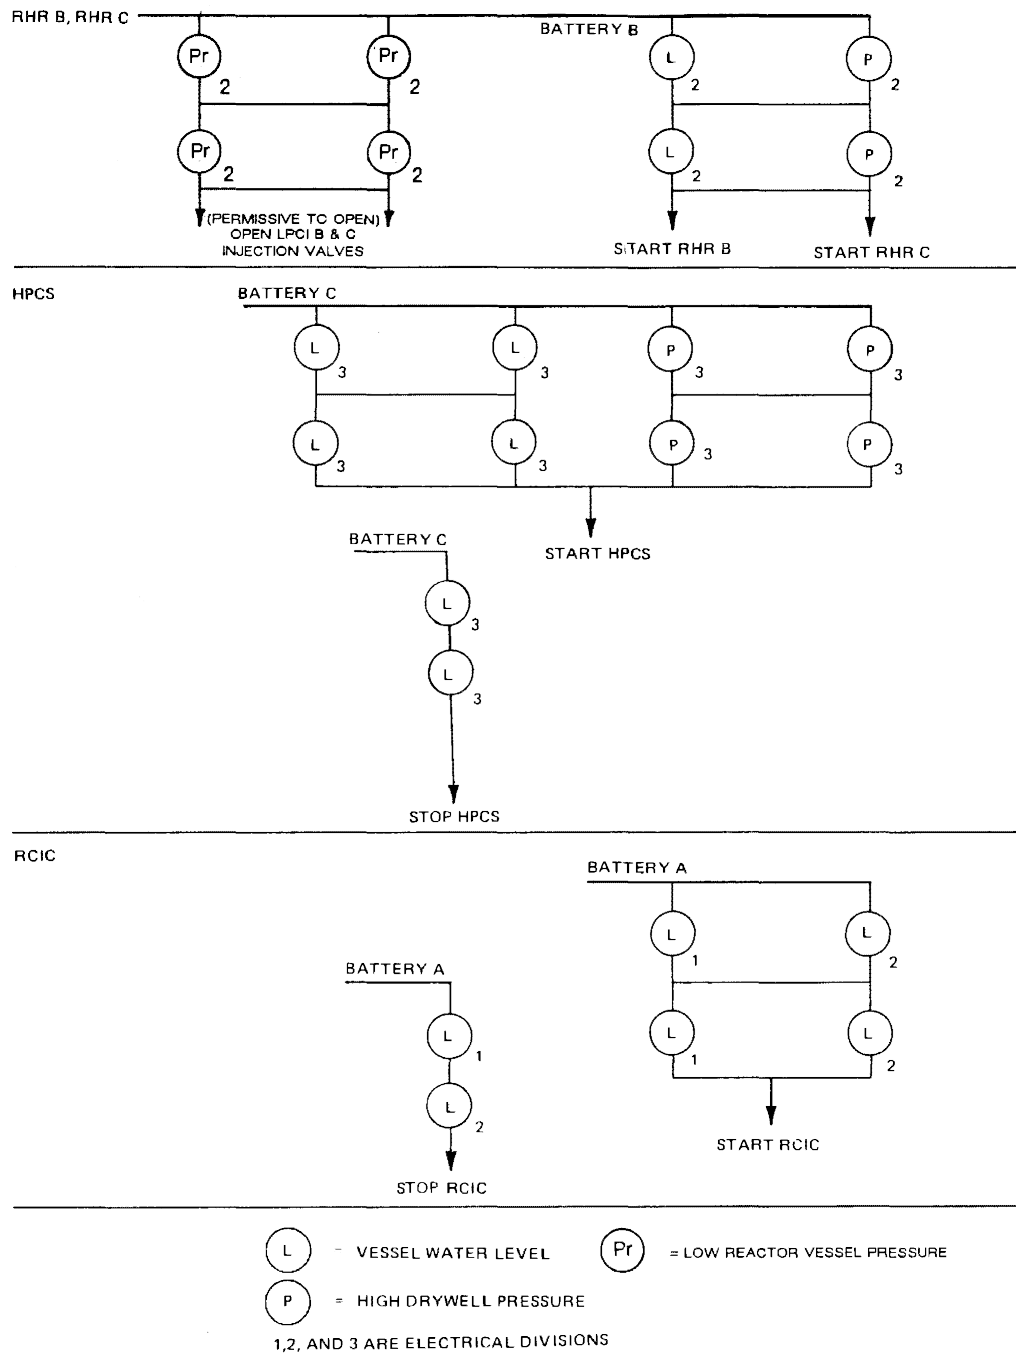 RHR B, RHR C
BATTERY B
Pr
2
Pr
2
L
2
P
2
Pr
2
Pr
2
L
2
P
2
(PERMISSIVE TO OPEN)
OPEN LPCI B & C
INJECTION VALVES
START RHR B
START RHR C
HPCS
BATTERY C
L
3
L
3
P
3
P
3
L
3
L
3
P
3
P
3
START HPCS
BATTERY C
L
3
L
3
STOP HPCS
RCIC
BATTERY A
L
1
L
2
L
1
L
2
START RCIC
BATTERY A
L
1
L
2
STOP RCIC
L = VESSEL WATER LEVEL
Pr = LOW REACTOR VESSEL PRESSURE
P = HIGH DRYWELL PRESSURE
1,2, AND 3 ARE ELECTRICAL DIVISIONS